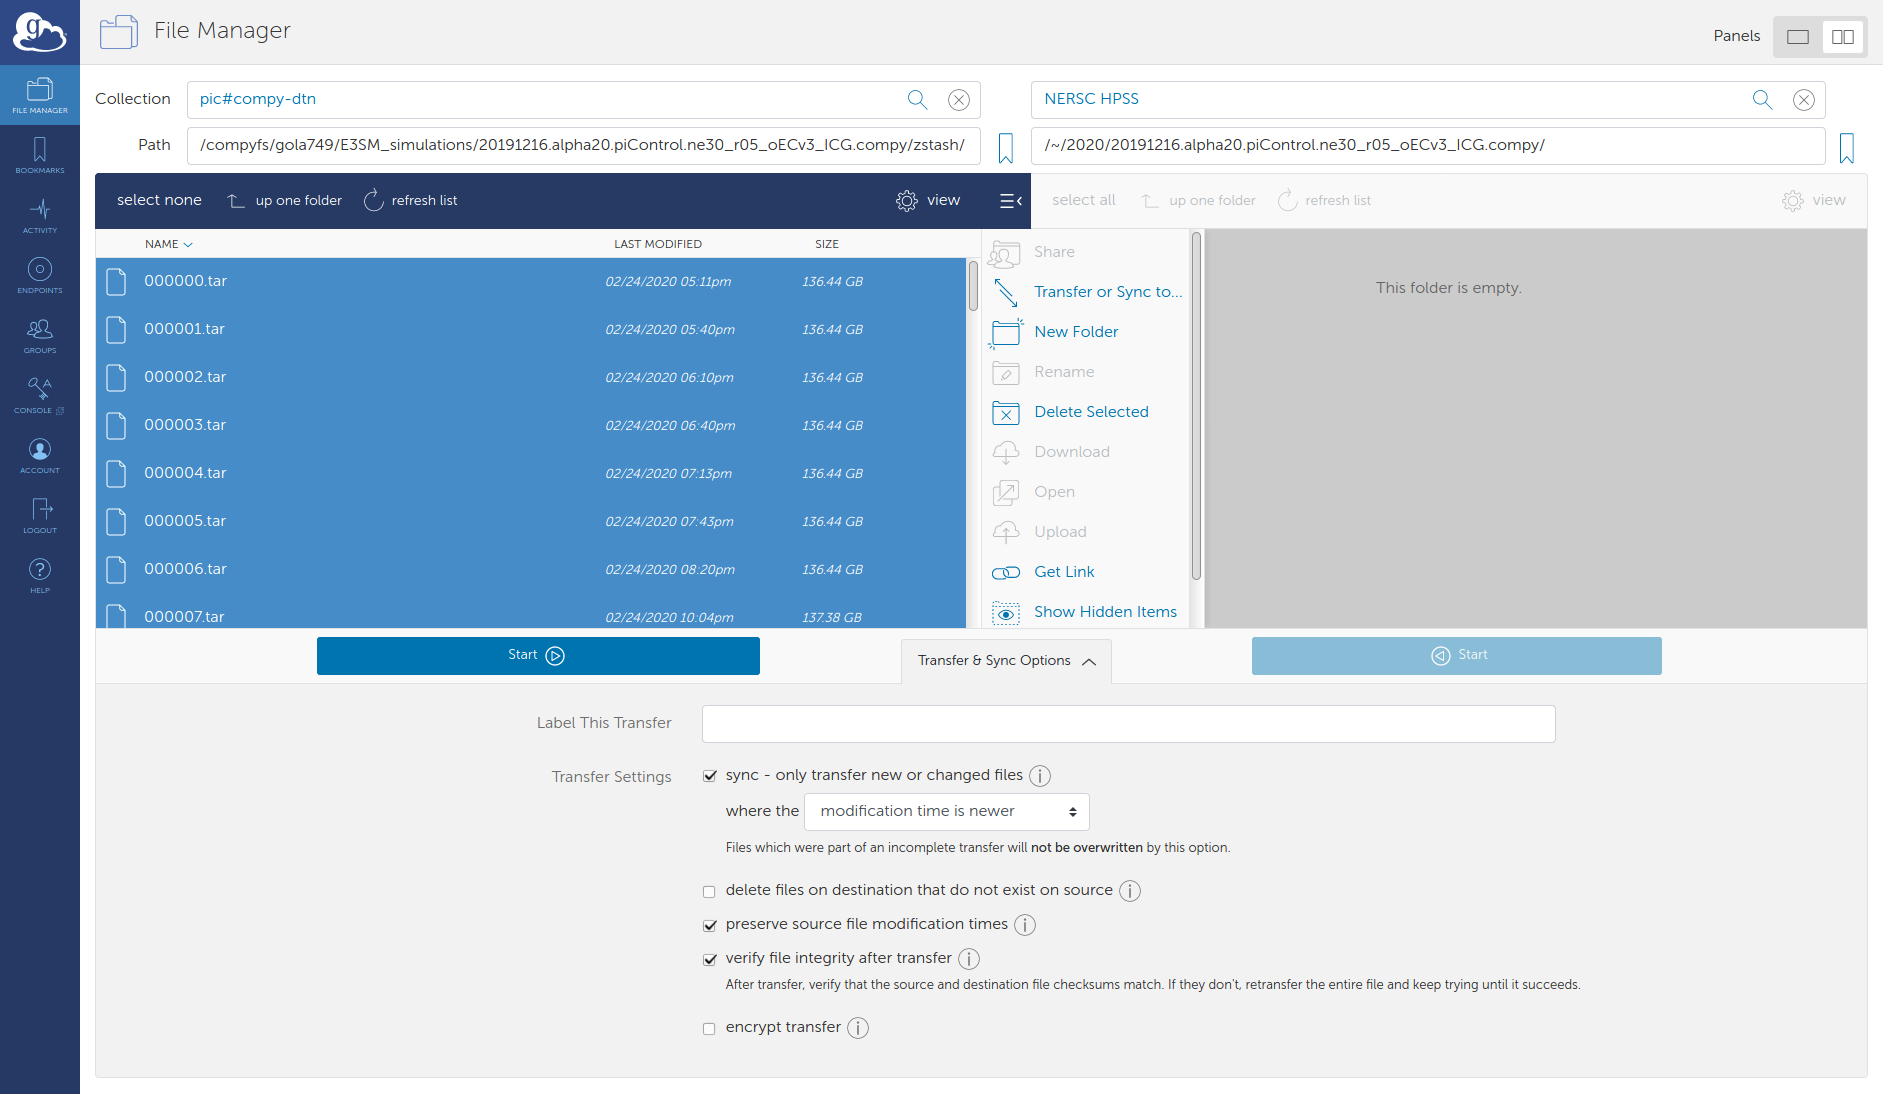 g
File Manager
Panels
FILE MANAGER
BOOKMARKS
ACTIVITY
ENDPOINTS
GROUPS
CONSOLE
ACCOUNT
LOGOUT
HELP
Collection
pic#compy-dtn
NERSC HPSS
Path
/compyfs/gola749/E3SM_simulations/20191216.alpha20.piControl.ne30_r05_oECv3_ICG.compy/zstash/
/~/2020/20191216.alpha20.piControl.ne30_r05_oECv3_ICG.compy/
select none up one folder refresh list view
select all up one folder refresh list view
NAME LAST MODIFIED SIZE
000000.tar 02/24/2020 05:11pm 136.44 GB
000001.tar 02/24/2020 05:40pm 136.44 GB
000002.tar 02/24/2020 06:10pm 136.44 GB
000003.tar 02/24/2020 06:40pm 136.44 GB
000004.tar 02/24/2020 07:13pm 136.44 GB
000005.tar 02/24/2020 07:43pm 136.44 GB
000006.tar 02/24/2020 08:20pm 136.44 GB
000007.tar 02/24/2020 10:04pm 137.38 GB
Share
Transfer or Sync to...
New Folder
Rename
Delete Selected
Download
Open
Upload
Get Link
Show Hidden Items
This folder is empty.
Start
Transfer & Sync Options
Start
Label This Transfer
Transfer Settings
sync - only transfer new or changed files
where the modification time is newer
Files which were part of an incomplete transfer will not be overwritten by this option.
delete files on destination that do not exist on source
preserve source file modification times
verify file integrity after transfer
After transfer, verify that the source and destination file checksums match. If they don't, retransfer the entire file and keep trying until it succeeds.
encrypt transfer